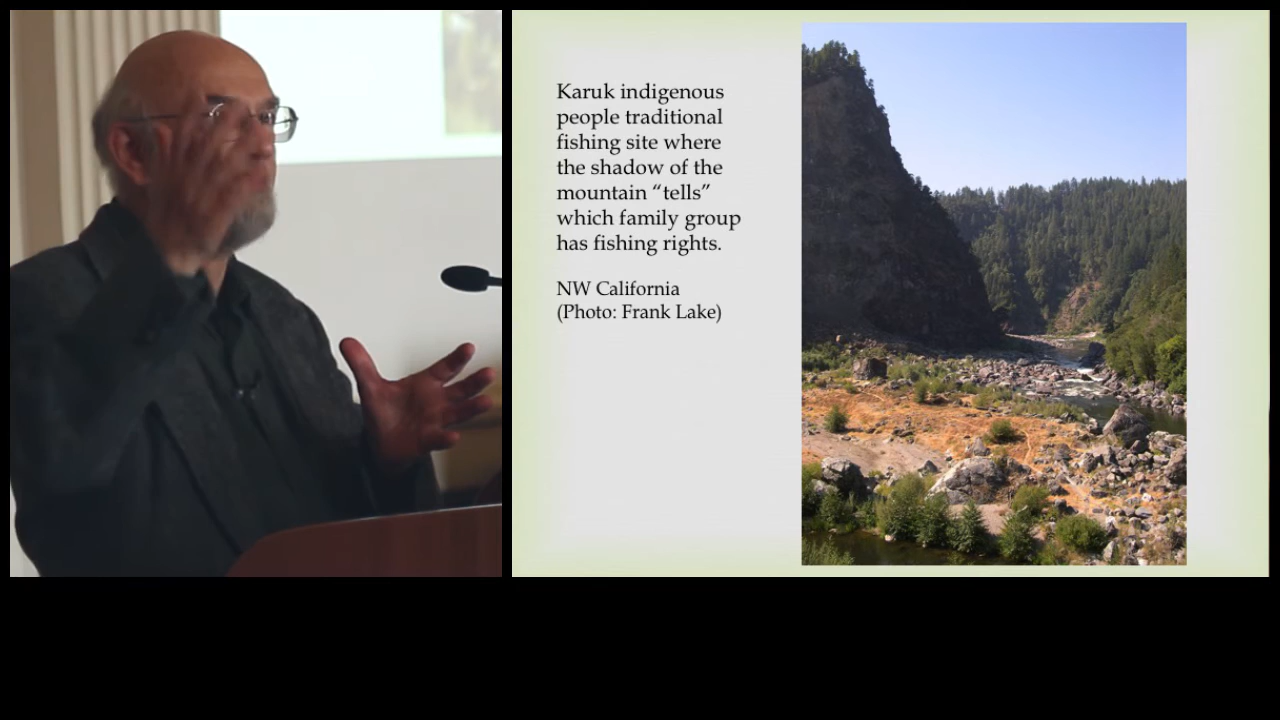 Karuk indigenous
people traditional
fishing site where
the shadow of the
mountain “tells”
which family group
has fishing rights.
NW California
(Photo: Frank Lake)